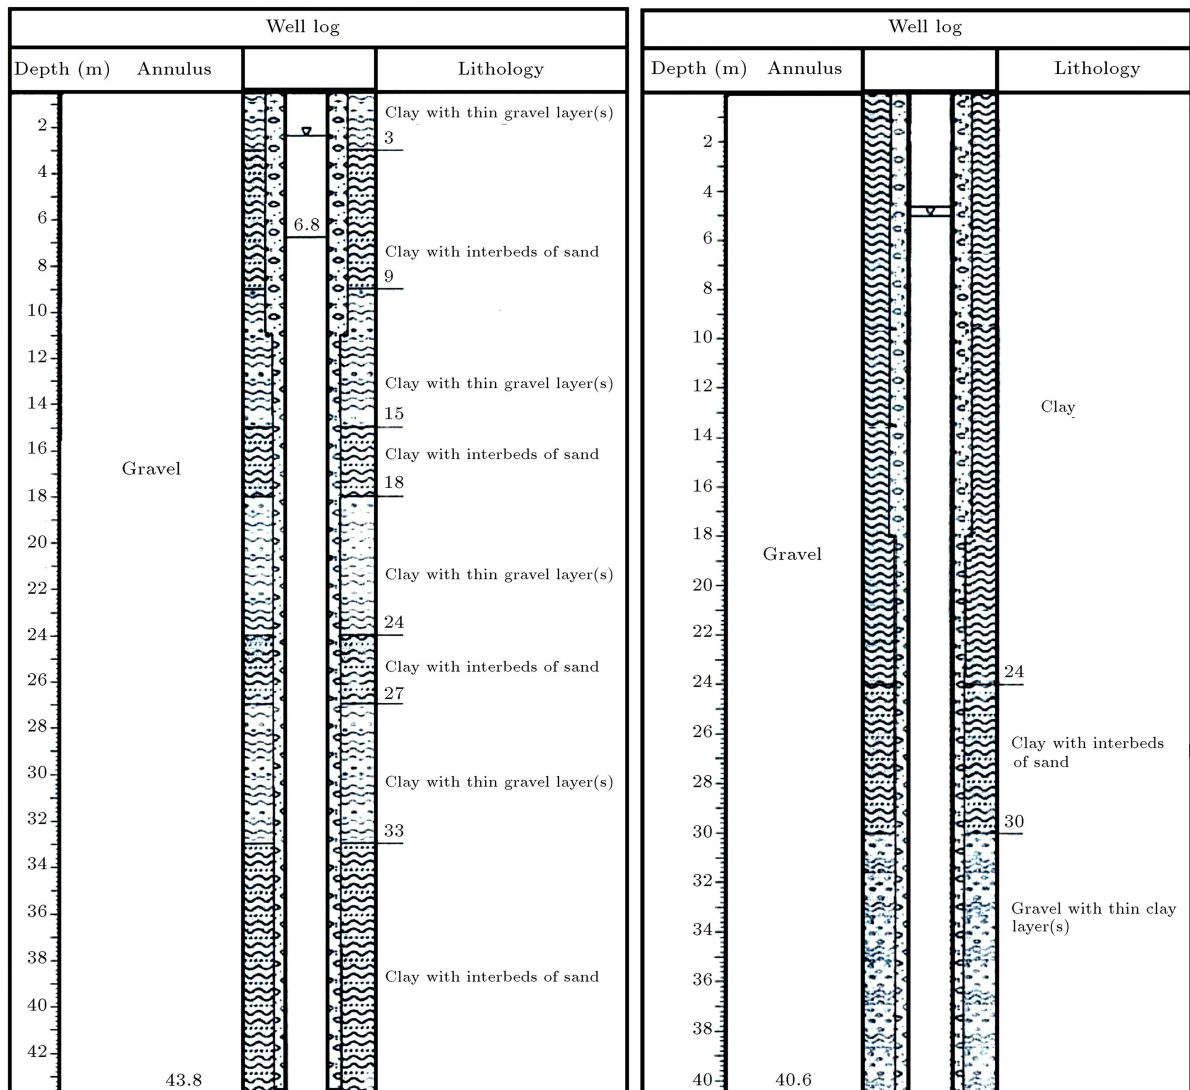 Well log
Depth (m) Annulus Lithology
Clay with thin gravel layer(s)
2
3
4
6
6.8
Clay with interbeds of sand
8
9
10
12
Clay with thin gravel layer(s)
14
15
16
Clay with interbeds of sand
Gravel
18
18
20
Clay with thin gravel layer(s)
22
24
24
Clay with interbeds of sand
26
27
28
30
Clay with thin gravel layer(s)
32
33
34
36
38
Clay with interbeds of sand
40
42
43.8
Well log
Depth (m) Annulus Lithology
2
4
6
8
10
12
Clay
14
16
18
Gravel
20
22
24
24
26
Clay with interbeds
of sand
28
30
30
32
Gravel with thin clay
layer(s)
34
36
38
40
40.6